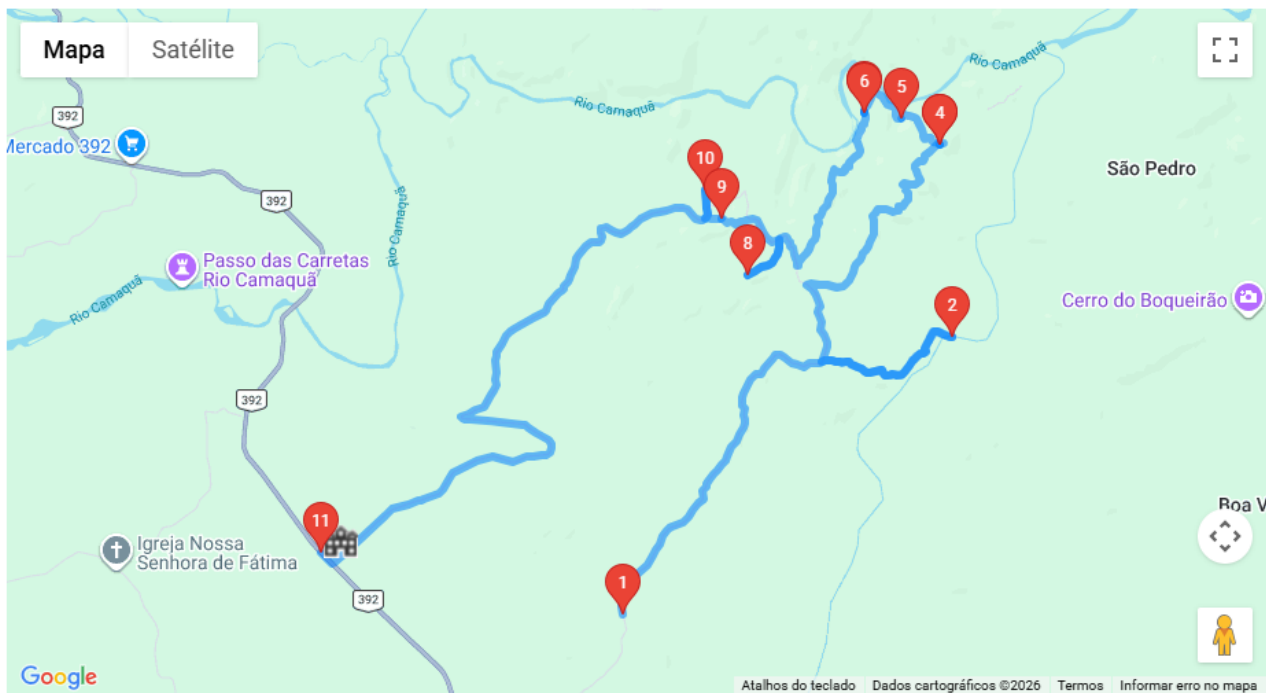 Mapa
Satélite
Rio Camaquã
Rio Camaquã
392
Mercado 392
6
5
4
10
São Pedro
392
9
Rio Camaquã
8
Passo das Carretas
Rio Camaquã
Rio Camaquã
2
Cerro do Boqueirão
392
11
Boa V
Igreja Nossa
Senhora de Fátima
1
392
Google
Atalhos do teclado
Dados cartográficos ©2026
Termos
Informar erro no mapa